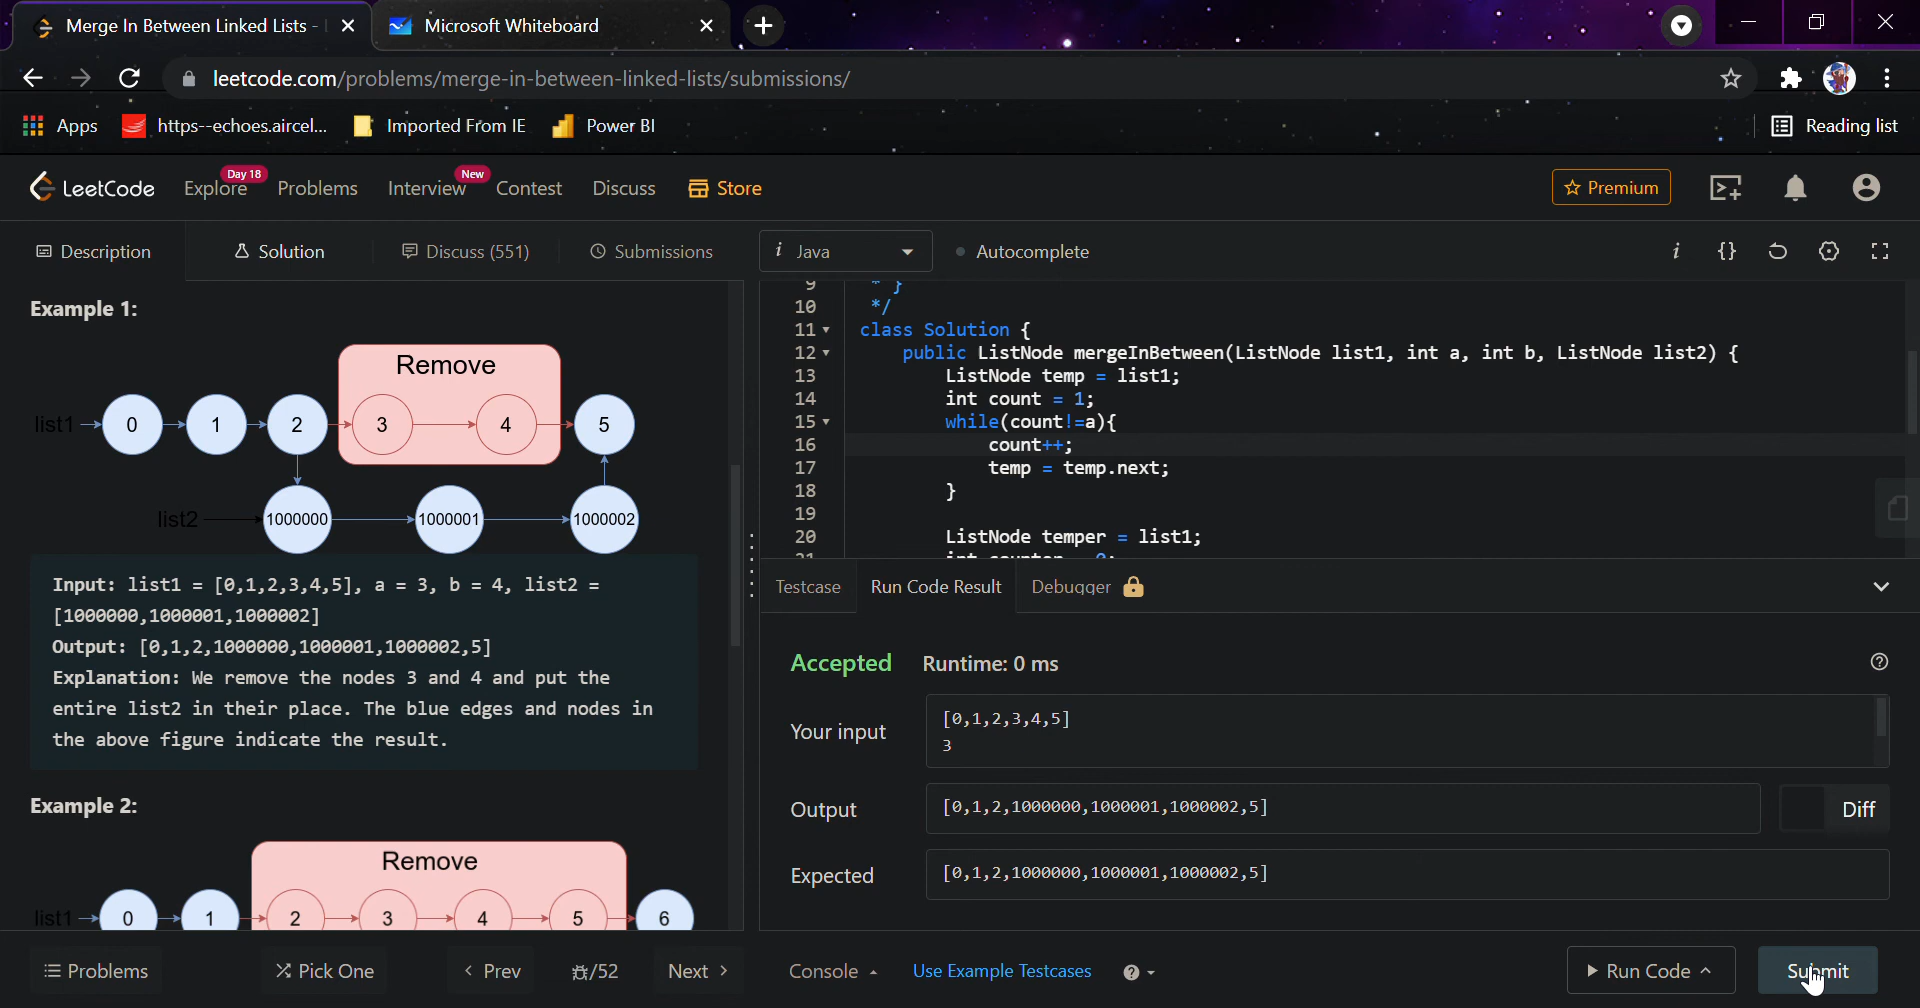 Merge In Between Linked Lists -
Microsoft Whiteboard
leetcode.com/problems/merge-in-between-linked-lists/submissions/
Apps
https--echoes.aircel...
Imported From IE
Power BI
Reading list
LeetCode
Explore
Day 18
Problems
Interview
New
Contest
Discuss
Store
Premium
Description
Solution
Discuss (551)
Submissions
i Java
Autocomplete
i
{}
Example 1:
Remove
list1
0
1
2
3
4
5
list2
1000000
1000001
1000002
Input: list1 = [0,1,2,3,4,5], a = 3, b = 4, list2 =
[1000000,1000001,1000002]
Output: [0,1,2,1000000,1000001,1000002,5]
Explanation: We remove the nodes 3 and 4 and put the
entire list2 in their place. The blue edges and nodes in
the above figure indicate the result.
Example 2:
Remove
list1
0
1
2
3
4
5
6
9 * }
10 */
11 class Solution {
12 public ListNode mergeInBetween(ListNode list1, int a, int b, ListNode list2) {
13 ListNode temp = list1;
14 int count = 1;
15 while(count!=a){
16 count++;
17 temp = temp.next;
18 }
19
20 ListNode temper = list1;
21 int counter = 0;
Testcase
Run Code Result
Debugger
Accepted
Runtime: 0 ms
Your input
[0,1,2,3,4,5]
3
Output
[0,1,2,1000000,1000001,1000002,5]
Diff
Expected
[0,1,2,1000000,1000001,1000002,5]
Problems
Pick One
Prev
/52
Next
Console
Use Example Testcases
Run Code
Submit